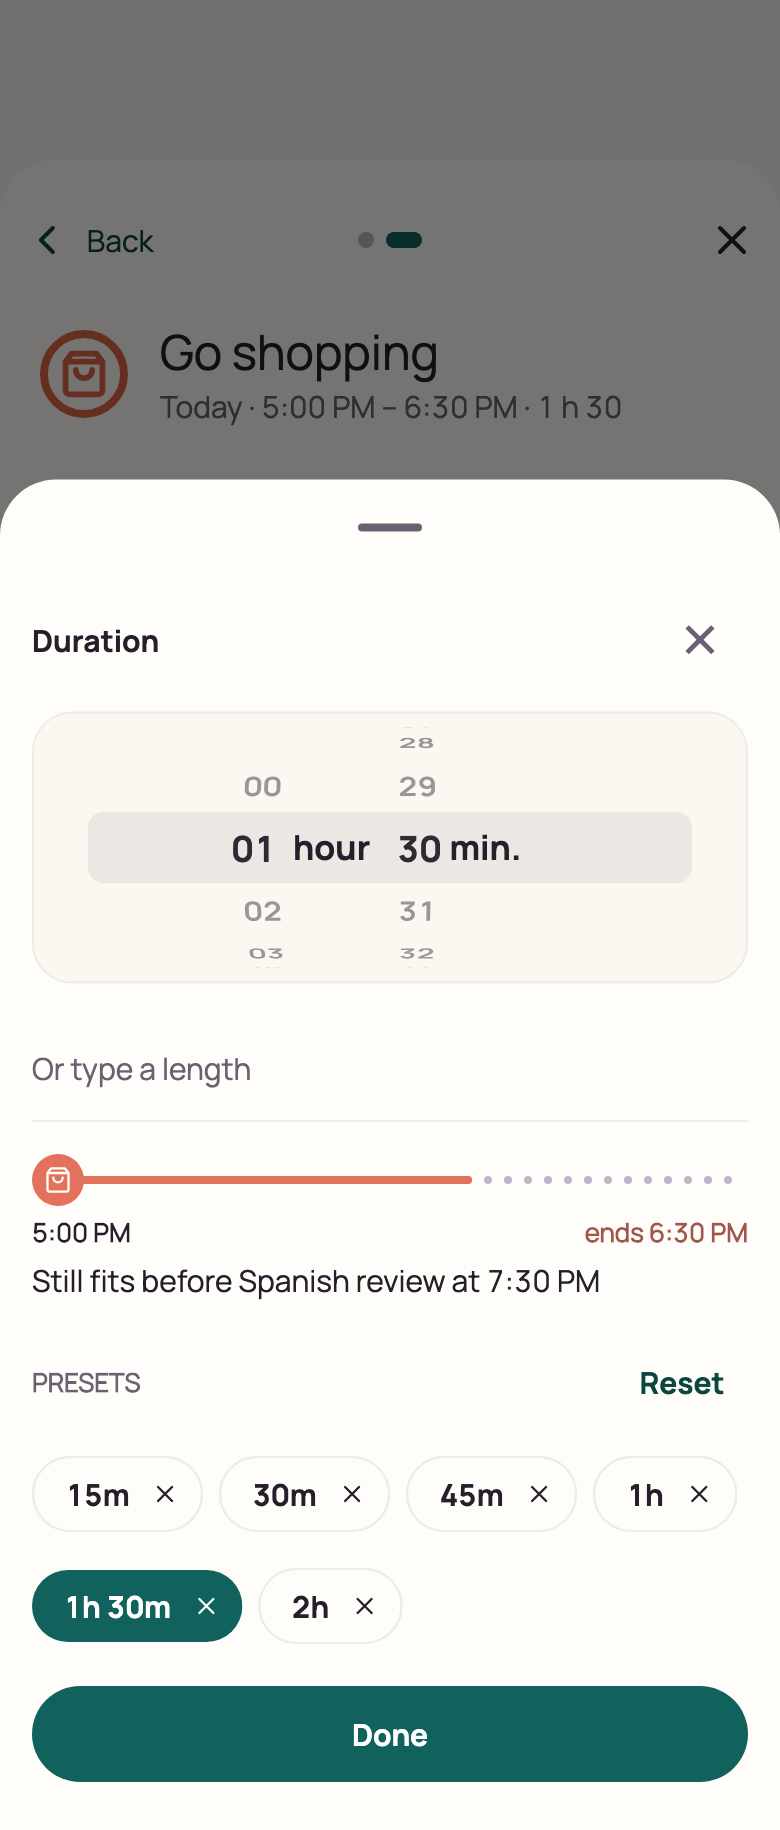 Back
Go shopping
Today · 5:00 PM – 6:30 PM · 1 h 30
Duration
28
00 29
01 hour 30 min.
02 31
03 32
Or type a length
5:00 PM ends 6:30 PM
Still fits before Spanish review at 7:30 PM
PRESETS Reset
15m 30m 45m 1h
1h 30m 2h
Done